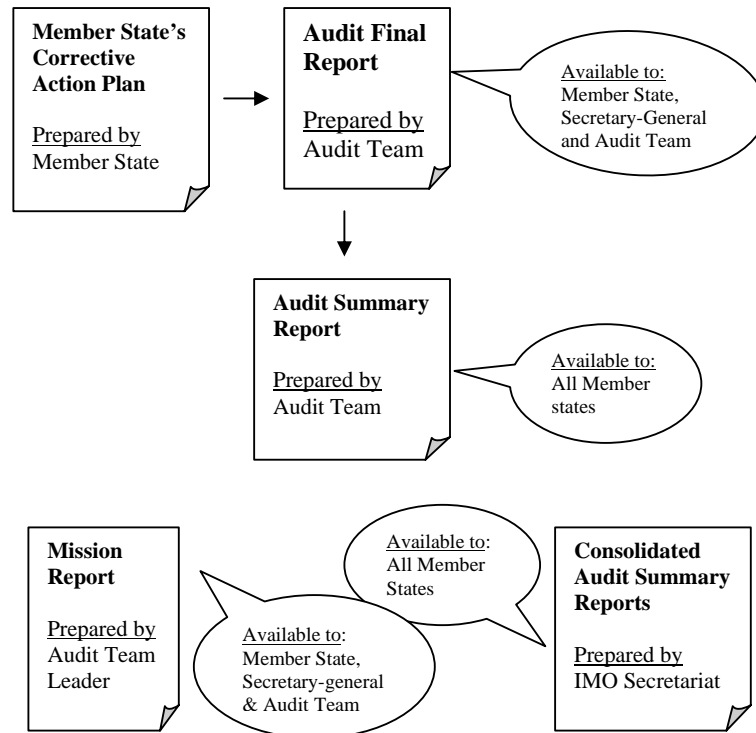 Member State's
Corrective
Action Plan
Prepared by
Member State
Audit Final
Report
Prepared by
Audit Team
Available to:
Member State,
Secretary-General
and Audit Team
Audit Summary
Report
Prepared by
Audit Team
Available to:
All Member
states
Mission
Report
Prepared by
Audit Team
Leader
Available to:
Member State,
Secretary-general
& Audit Team
Available to:
All Member
States
Consolidated
Audit Summary
Reports
Prepared by
IMO Secretariat